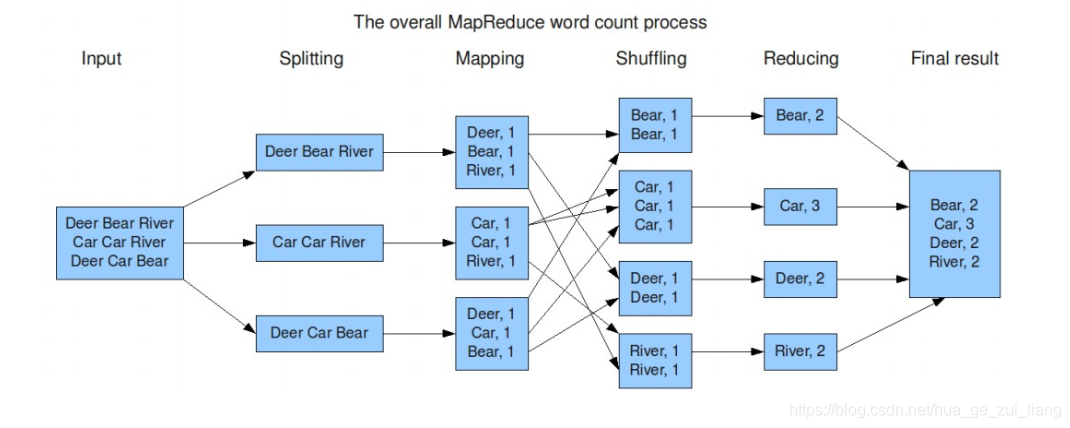 The overall MapReduce word count process
Input
Splitting
Mapping
Shuffling
Reducing
Final result
Deer Bear River
Car Car River
Deer Car Bear
Deer Bear River
Car Car River
Deer Car Bear
Deer, 1
Bear, 1
River, 1
Car, 1
Car, 1
River, 1
Deer, 1
Car, 1
Bear, 1
Bear, 1
Bear, 1
Car, 1
Car, 1
Car, 1
Deer, 1
Deer, 1
River, 1
River, 1
Bear, 2
Car, 3
Deer, 2
River, 2
Bear, 2
Car, 3
Deer, 2
River, 2
https://blog.csdn.net/hua_ge_zui_liang